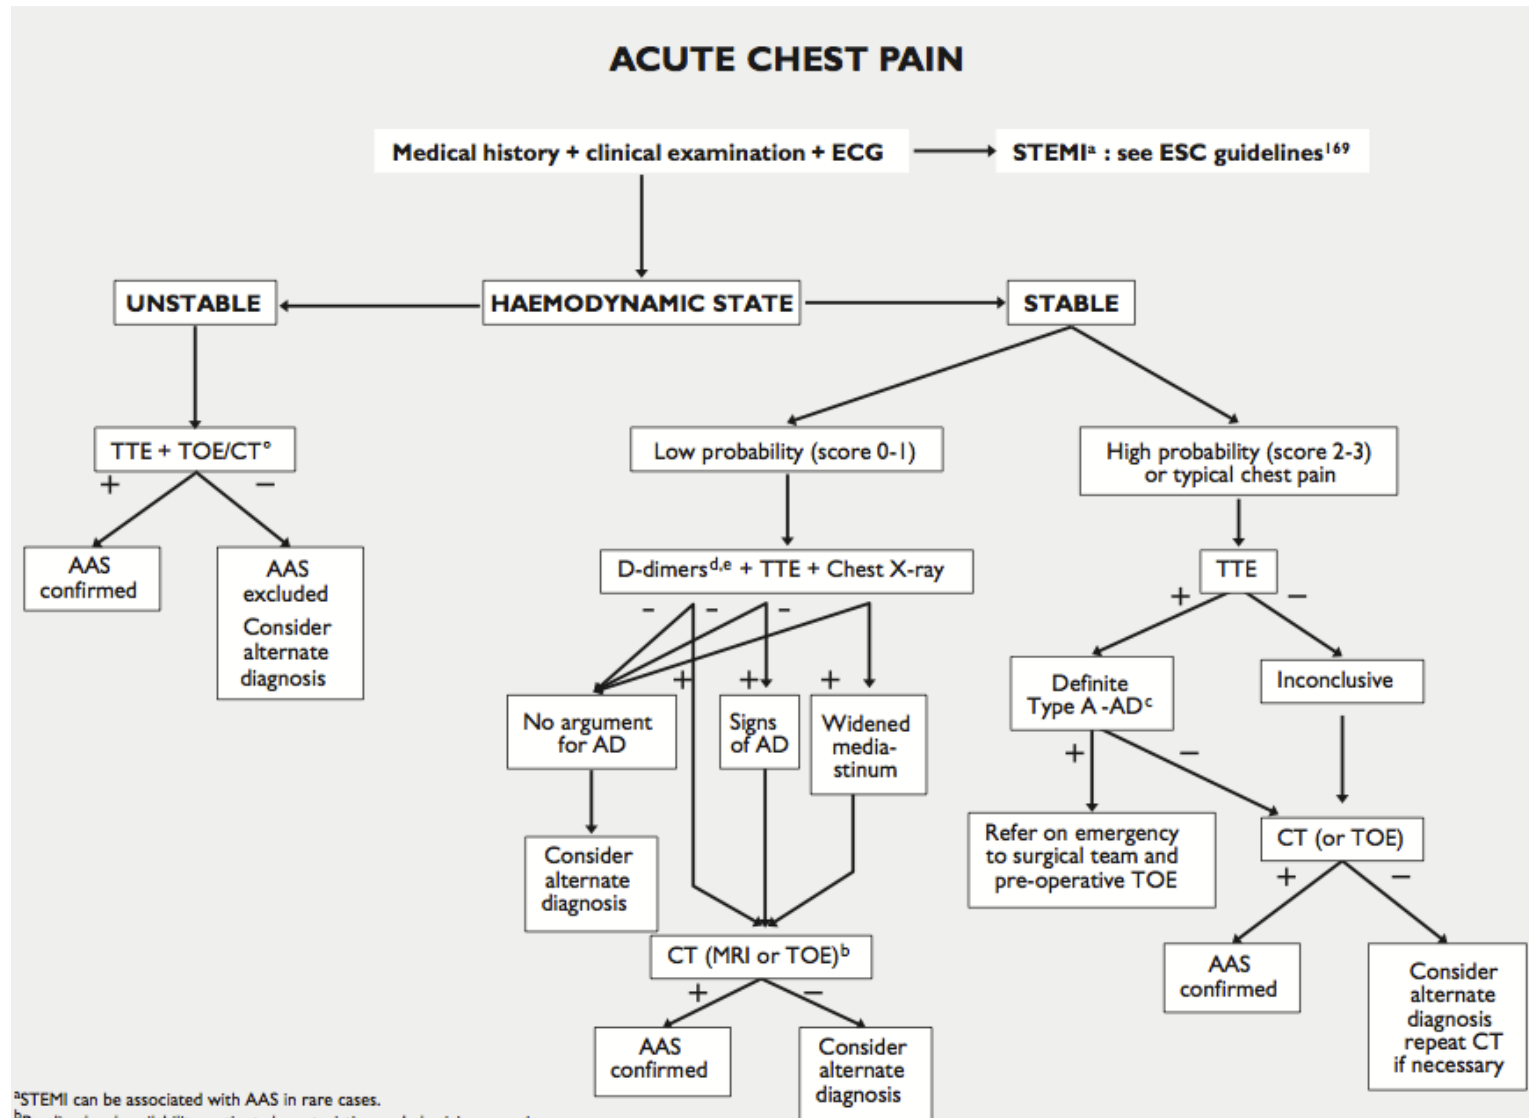 ACUTE CHEST PAIN
Medical history + clinical examination + ECG
STEMIᵃ : see ESC guidelines¹⁶⁹
UNSTABLE
HAEMODYNAMIC STATE
STABLE
TTE + TOE/CT°
Low probability (score 0-1)
High probability (score 2-3)
or typical chest pain
+
–
AAS
confirmed
AAS
excluded
Consider
alternate
diagnosis
D-dimersᵈ,ᵉ + TTE + Chest X-ray
-
-
-
+
+
+
No argument
for AD
Signs
of AD
Widened
media-
stinum
Consider
alternate
diagnosis
CT (MRI or TOE)ᵇ
+
–
AAS
confirmed
Consider
alternate
diagnosis
TTE
+
–
Definite
Type A -ADᶜ
Inconclusive
+
–
Refer on emergency
to surgical team and
pre-operative TOE
CT (or TOE)
+
–
AAS
confirmed
Consider
alternate
diagnosis
repeat CT
if necessary
ᵃSTEMI can be associated with AAS in rare cases.